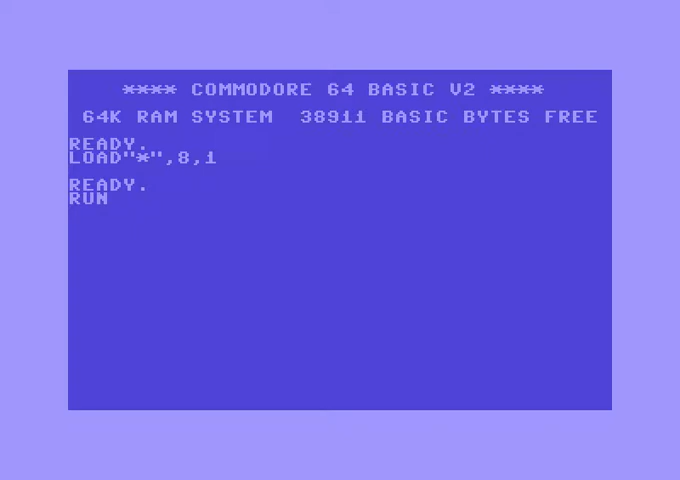 **** COMMODORE 64 BASIC V2 ****
64K RAM SYSTEM  38911 BASIC BYTES FREE
READY.
LOAD"*",8,1
READY.
RUN